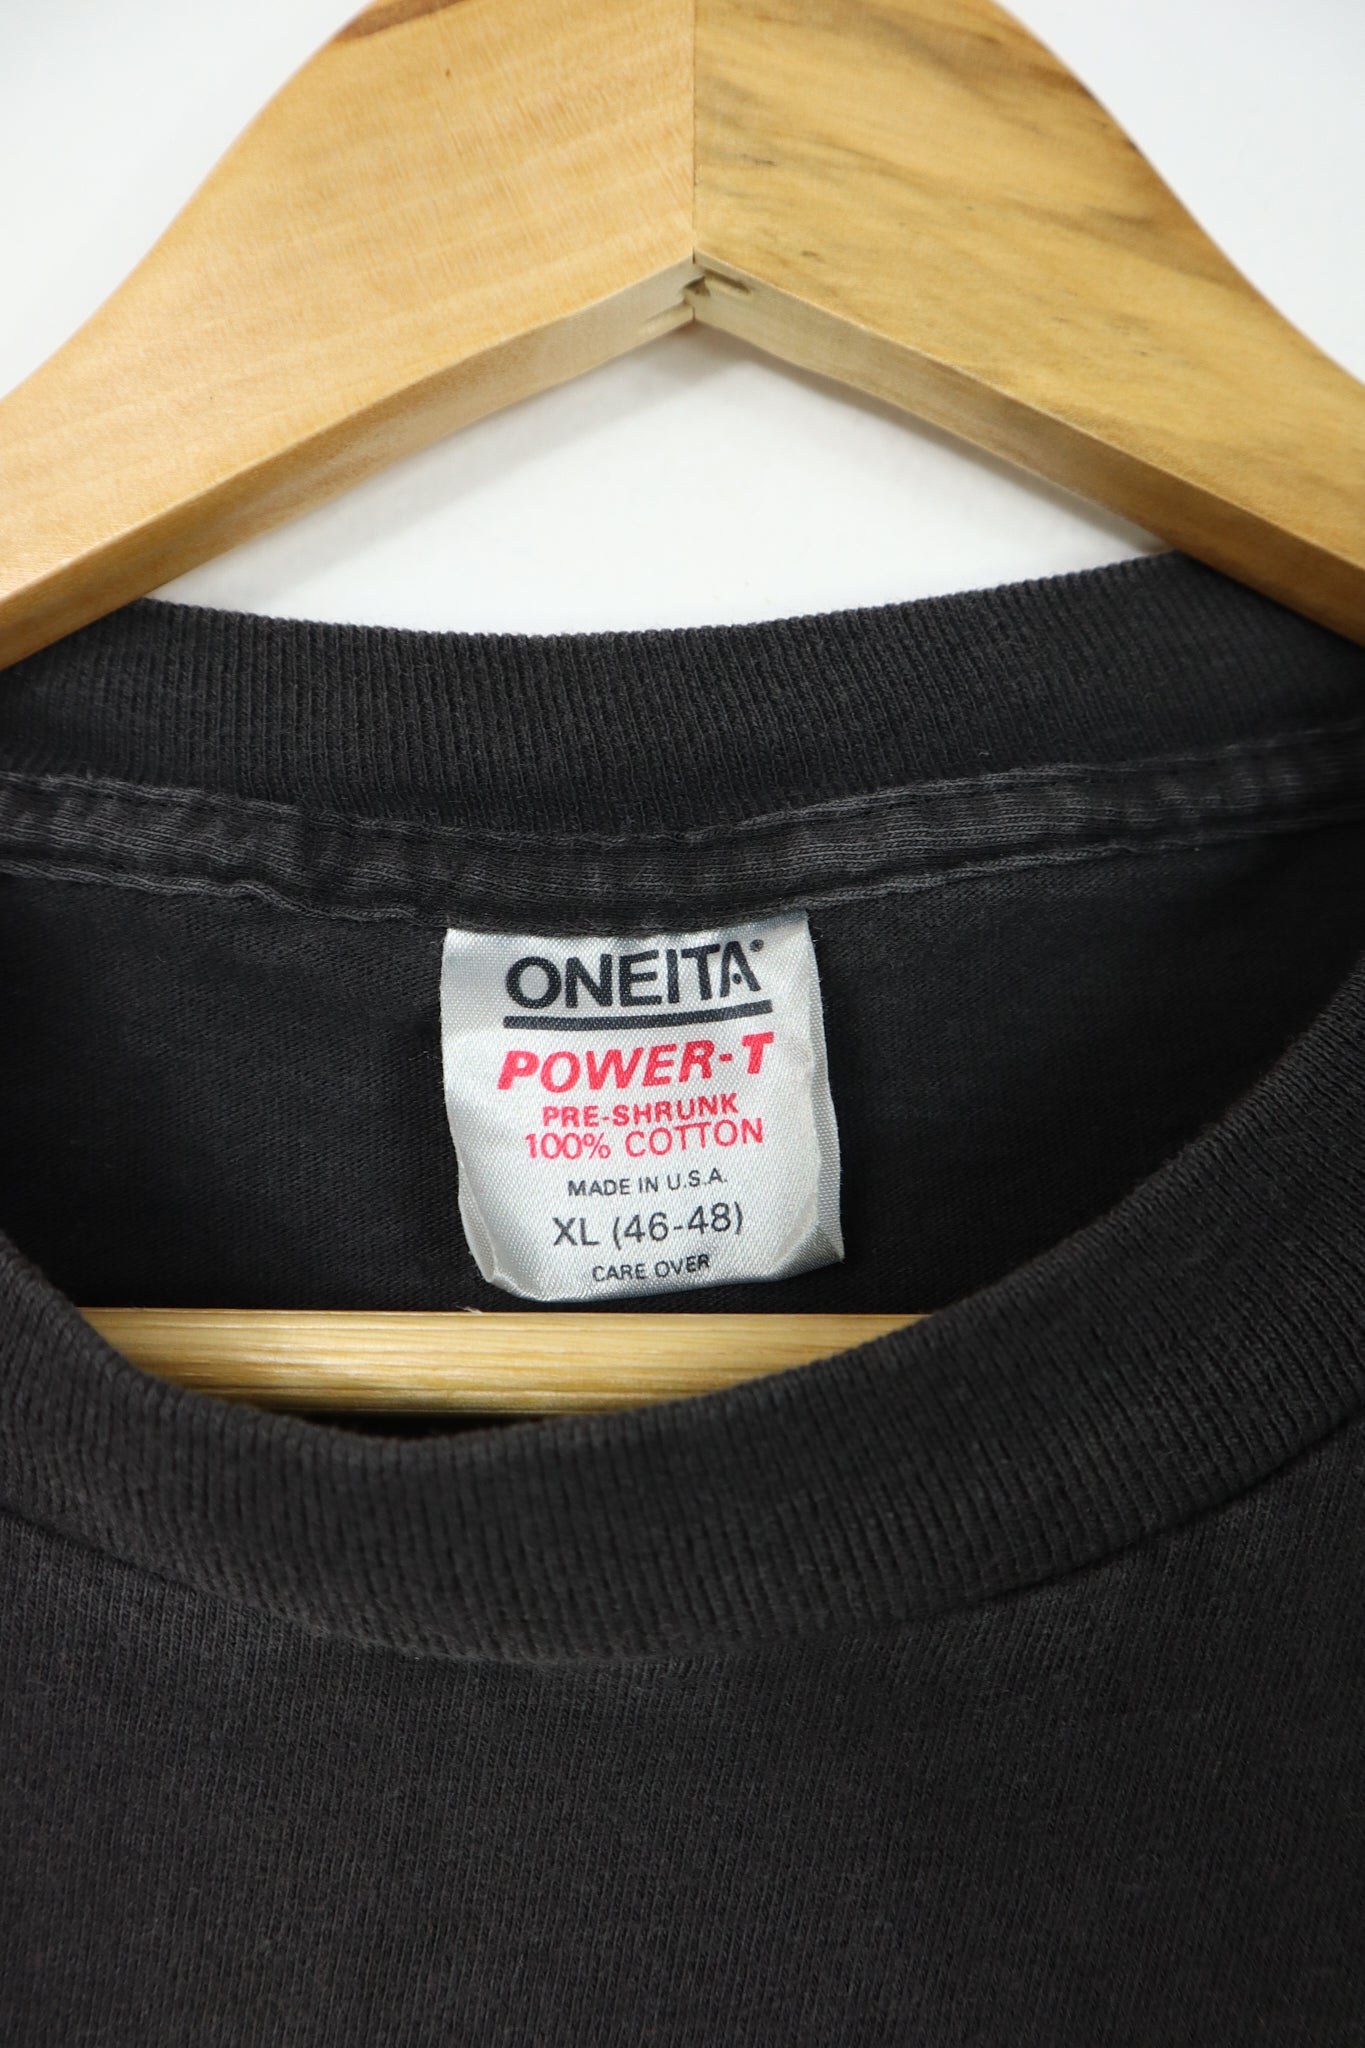 ONEITA®
POWER-T
PRE-SHRUNK
100% COTTON
MADE IN U.S.A.
XL (46-48)
CARE OVER